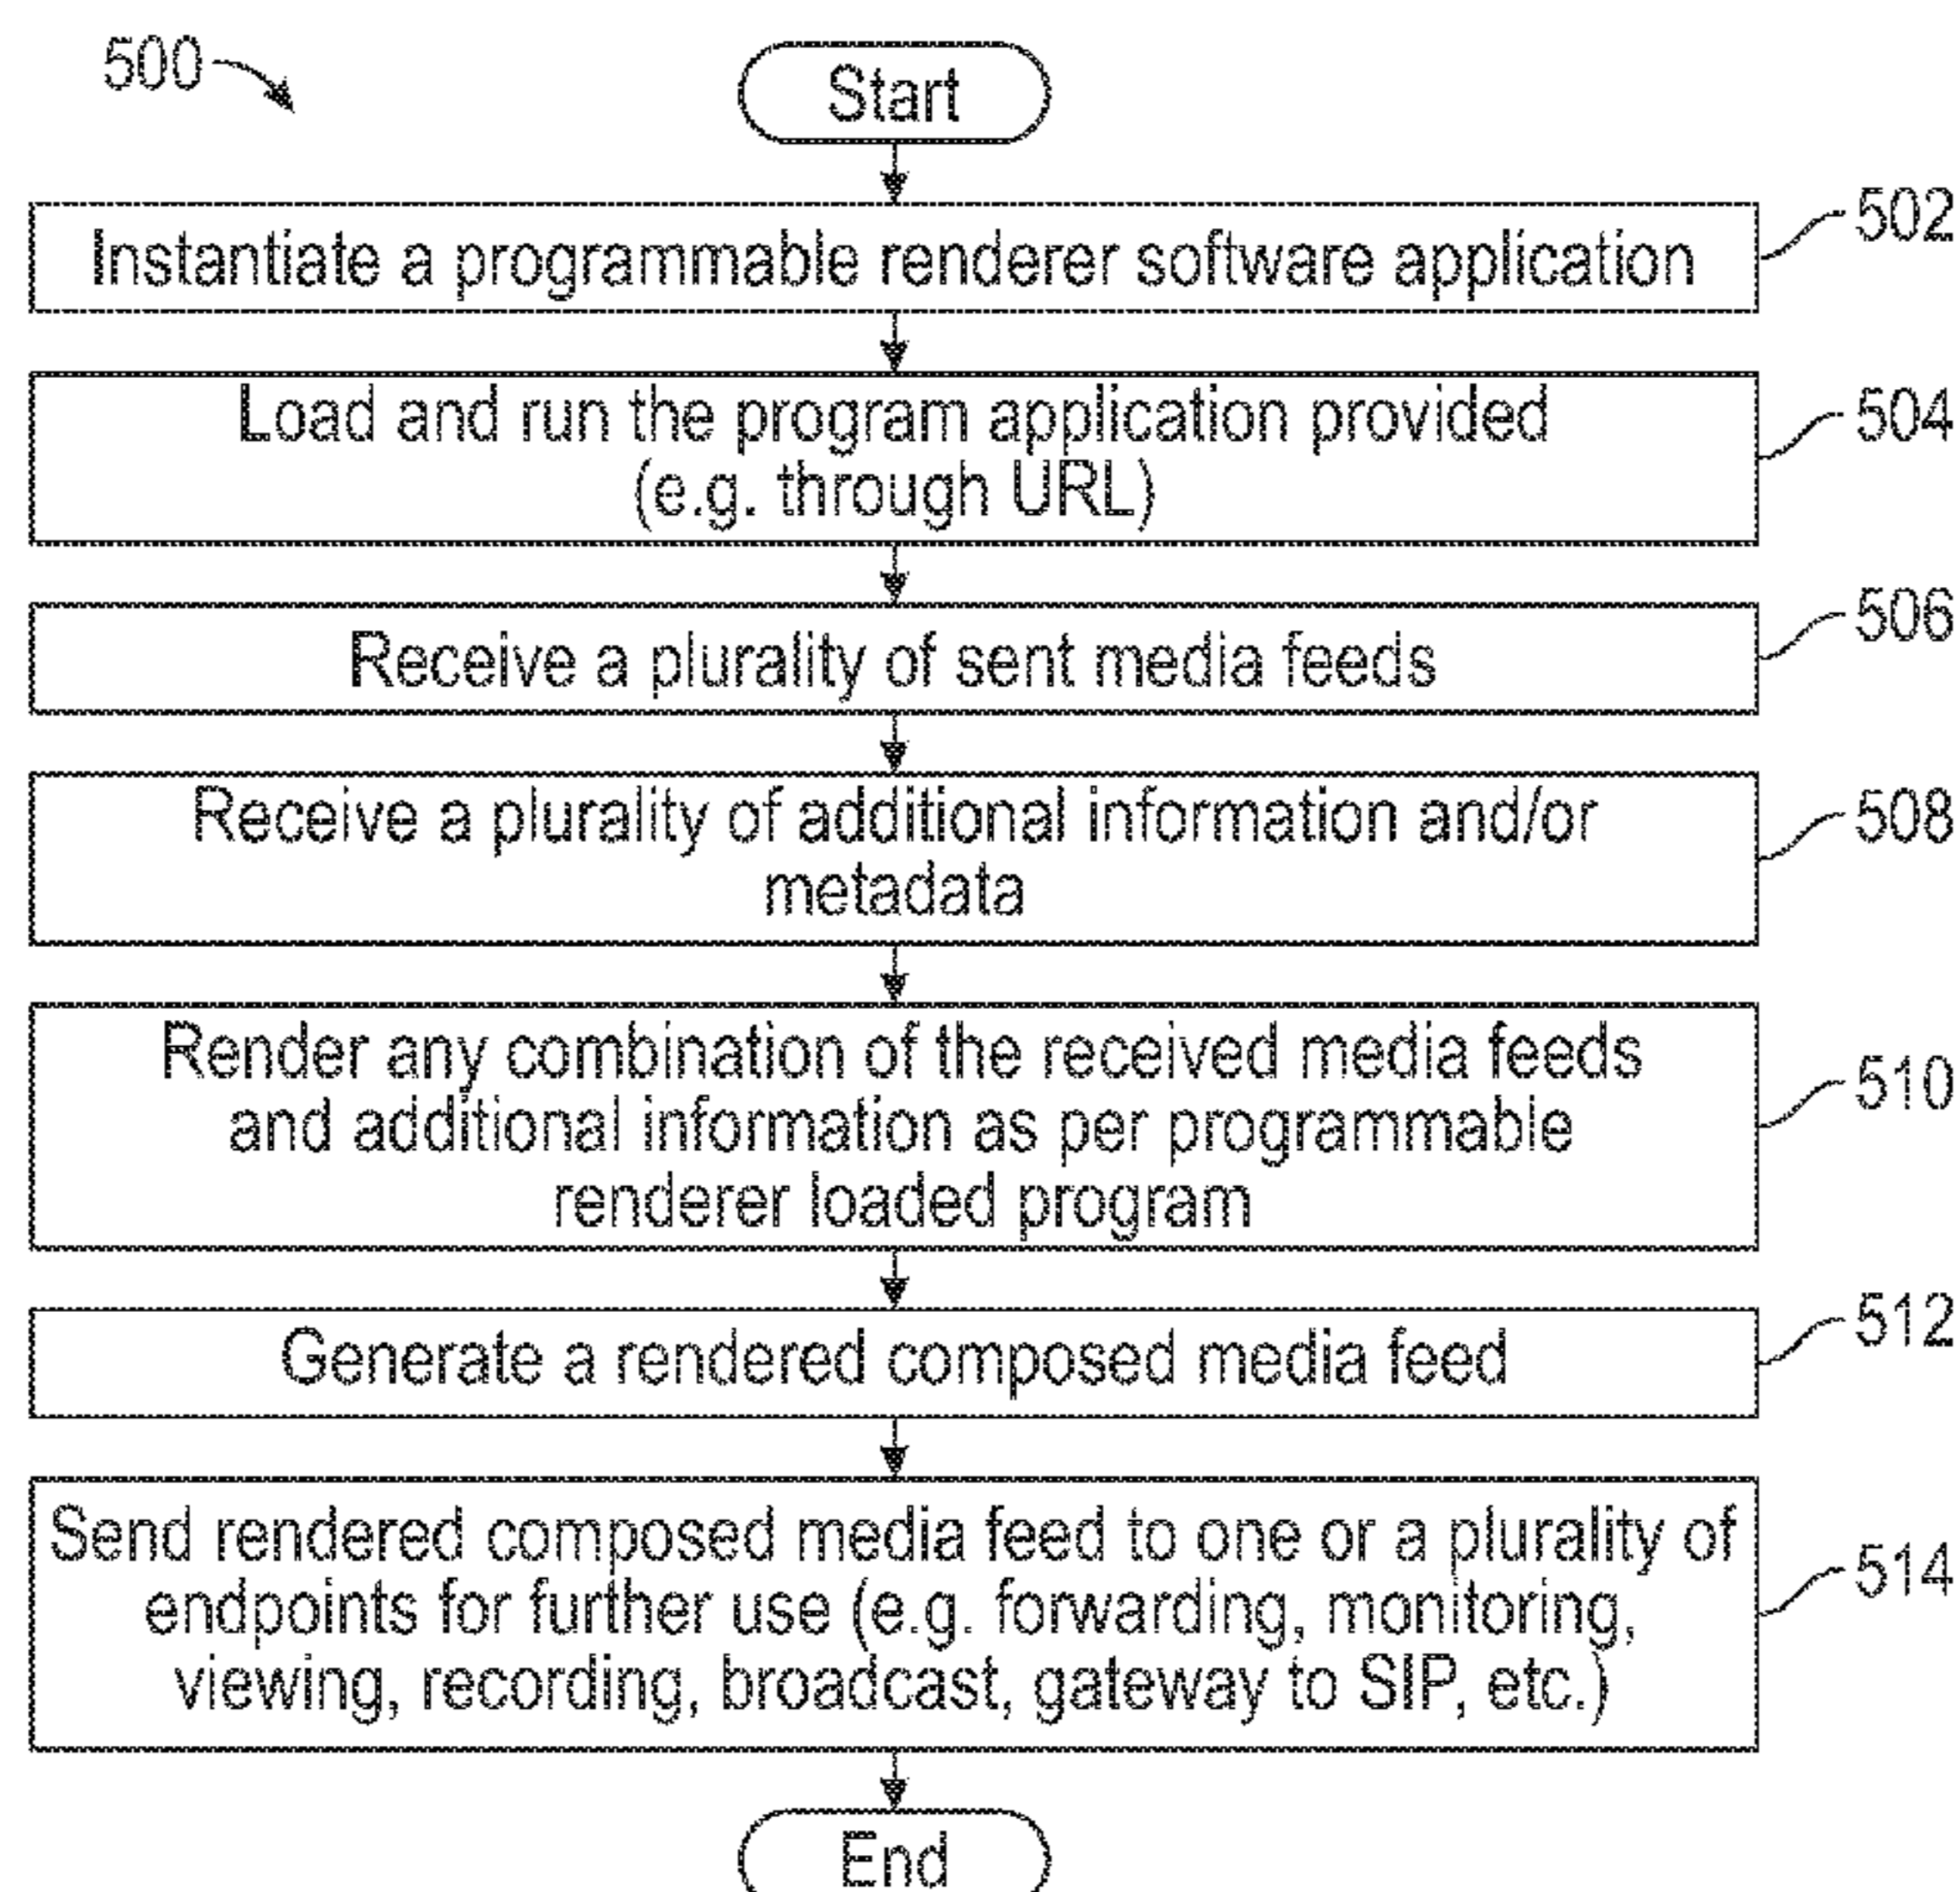 500
Start
Instantiate a programmable renderer software application
502
Load and run the program application provided
(e.g. through URL)
504
Receive a plurality of sent media feeds
506
Receive a plurality of additional information and/or
metadata
508
Render any combination of the received media feeds
and additional information as per programmable
renderer loaded program
510
Generate a rendered composed media feed
512
Send rendered composed media feed to one or a plurality of
endpoints for further use (e.g. forwarding, monitoring,
viewing, recording, broadcast, gateway to SIP, etc.)
514
End